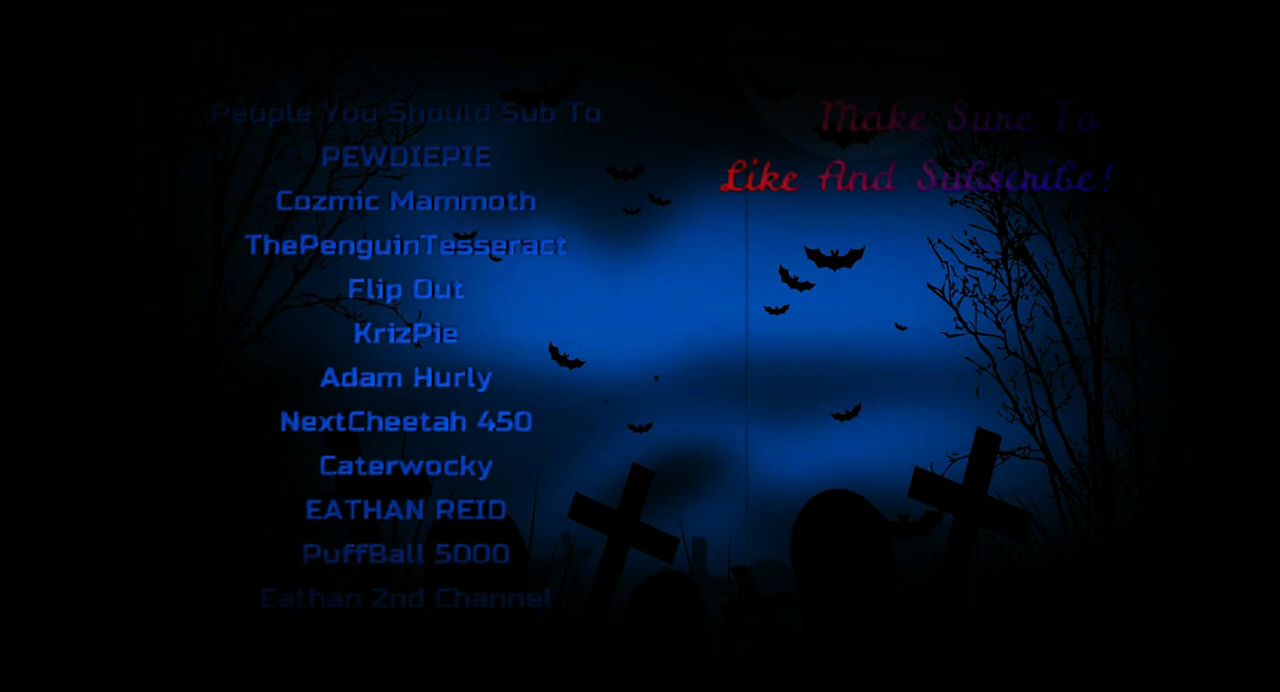 People You Should Sub To
PEWDIEPIE
Cozmic Mammoth
ThePenguinTesseract
Flip Out
KrizPie
Adam Hurly
NextCheetah 450
Caterwocky
EATHAN REID
PuffBall 5000
Eathan 2nd Channel
Make Sure To
Like And Subscribe!